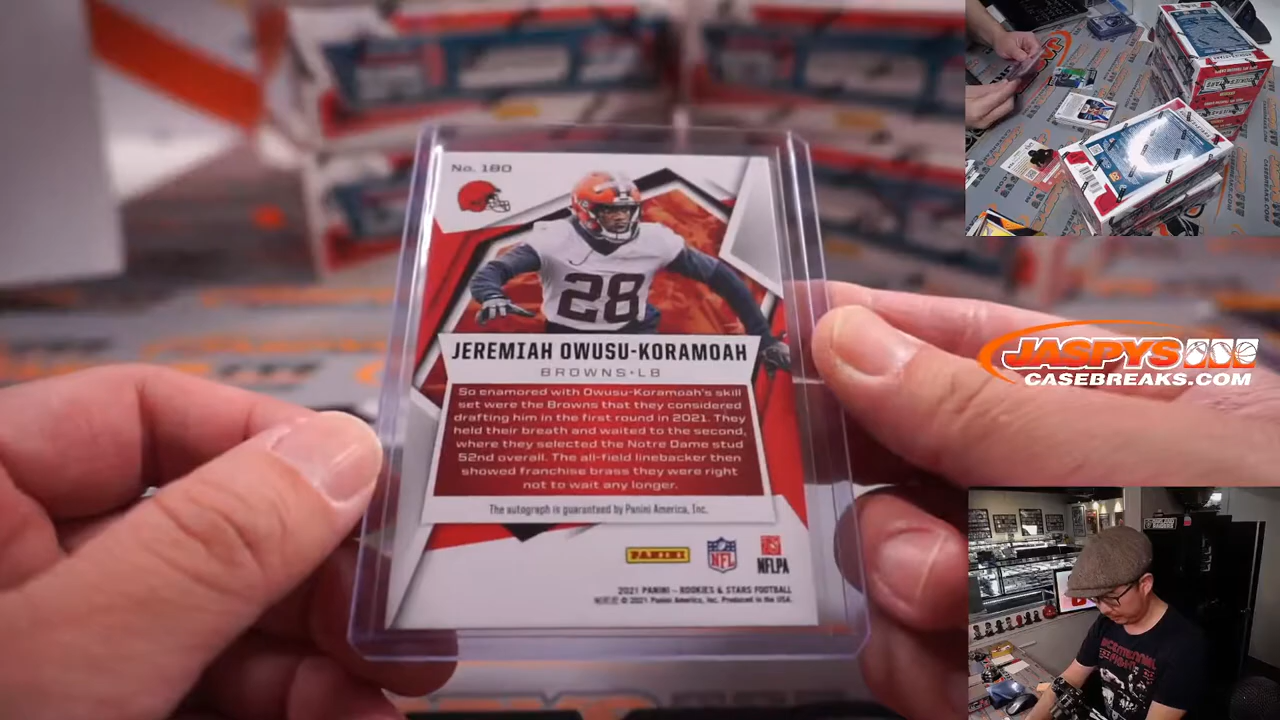 No. 180
28
JEREMIAH OWUSU-KORAMOAH
BROWNS•LB
So enamored with Owusu-Koramoah's skill
set were the Browns that they considered
drafting him in the first round in 2021. They
held their breath and waited to the second,
where they selected the Notre Dame stud
52nd overall. The all-field linebacker then
showed franchise brass they were right
not to wait any longer.
The autograph is guaranteed by Panini America, Inc.
PANINI
NFL
NFLPA
2021 PANINI – ROOKIES & STARS FOOTBALL
© 2021 Panini America, Inc. Produced in the USA.
JASPYS
CASEBREAKS.COM
BREAKS.COM